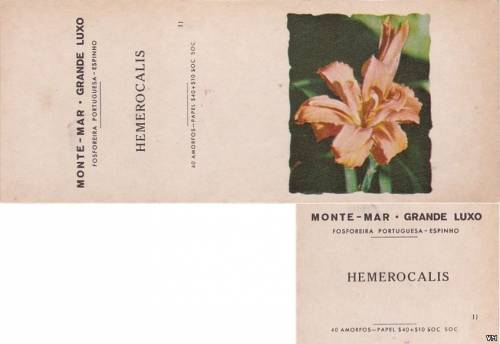 MONTE-MAR · GRANDE LUXO
FOSFOREIRA PORTUGUESA-ESPINHO
HEMEROCALIS
11
40 AMORFOS-PAPEL $40+$10 SOC SOC
MONTE-MAR · GRANDE LUXO
FOSFOREIRA PORTUGUESA-ESPINHO
HEMEROCALIS
11
40 AMORFOS-PAPEL $40+$10 SOC SOC